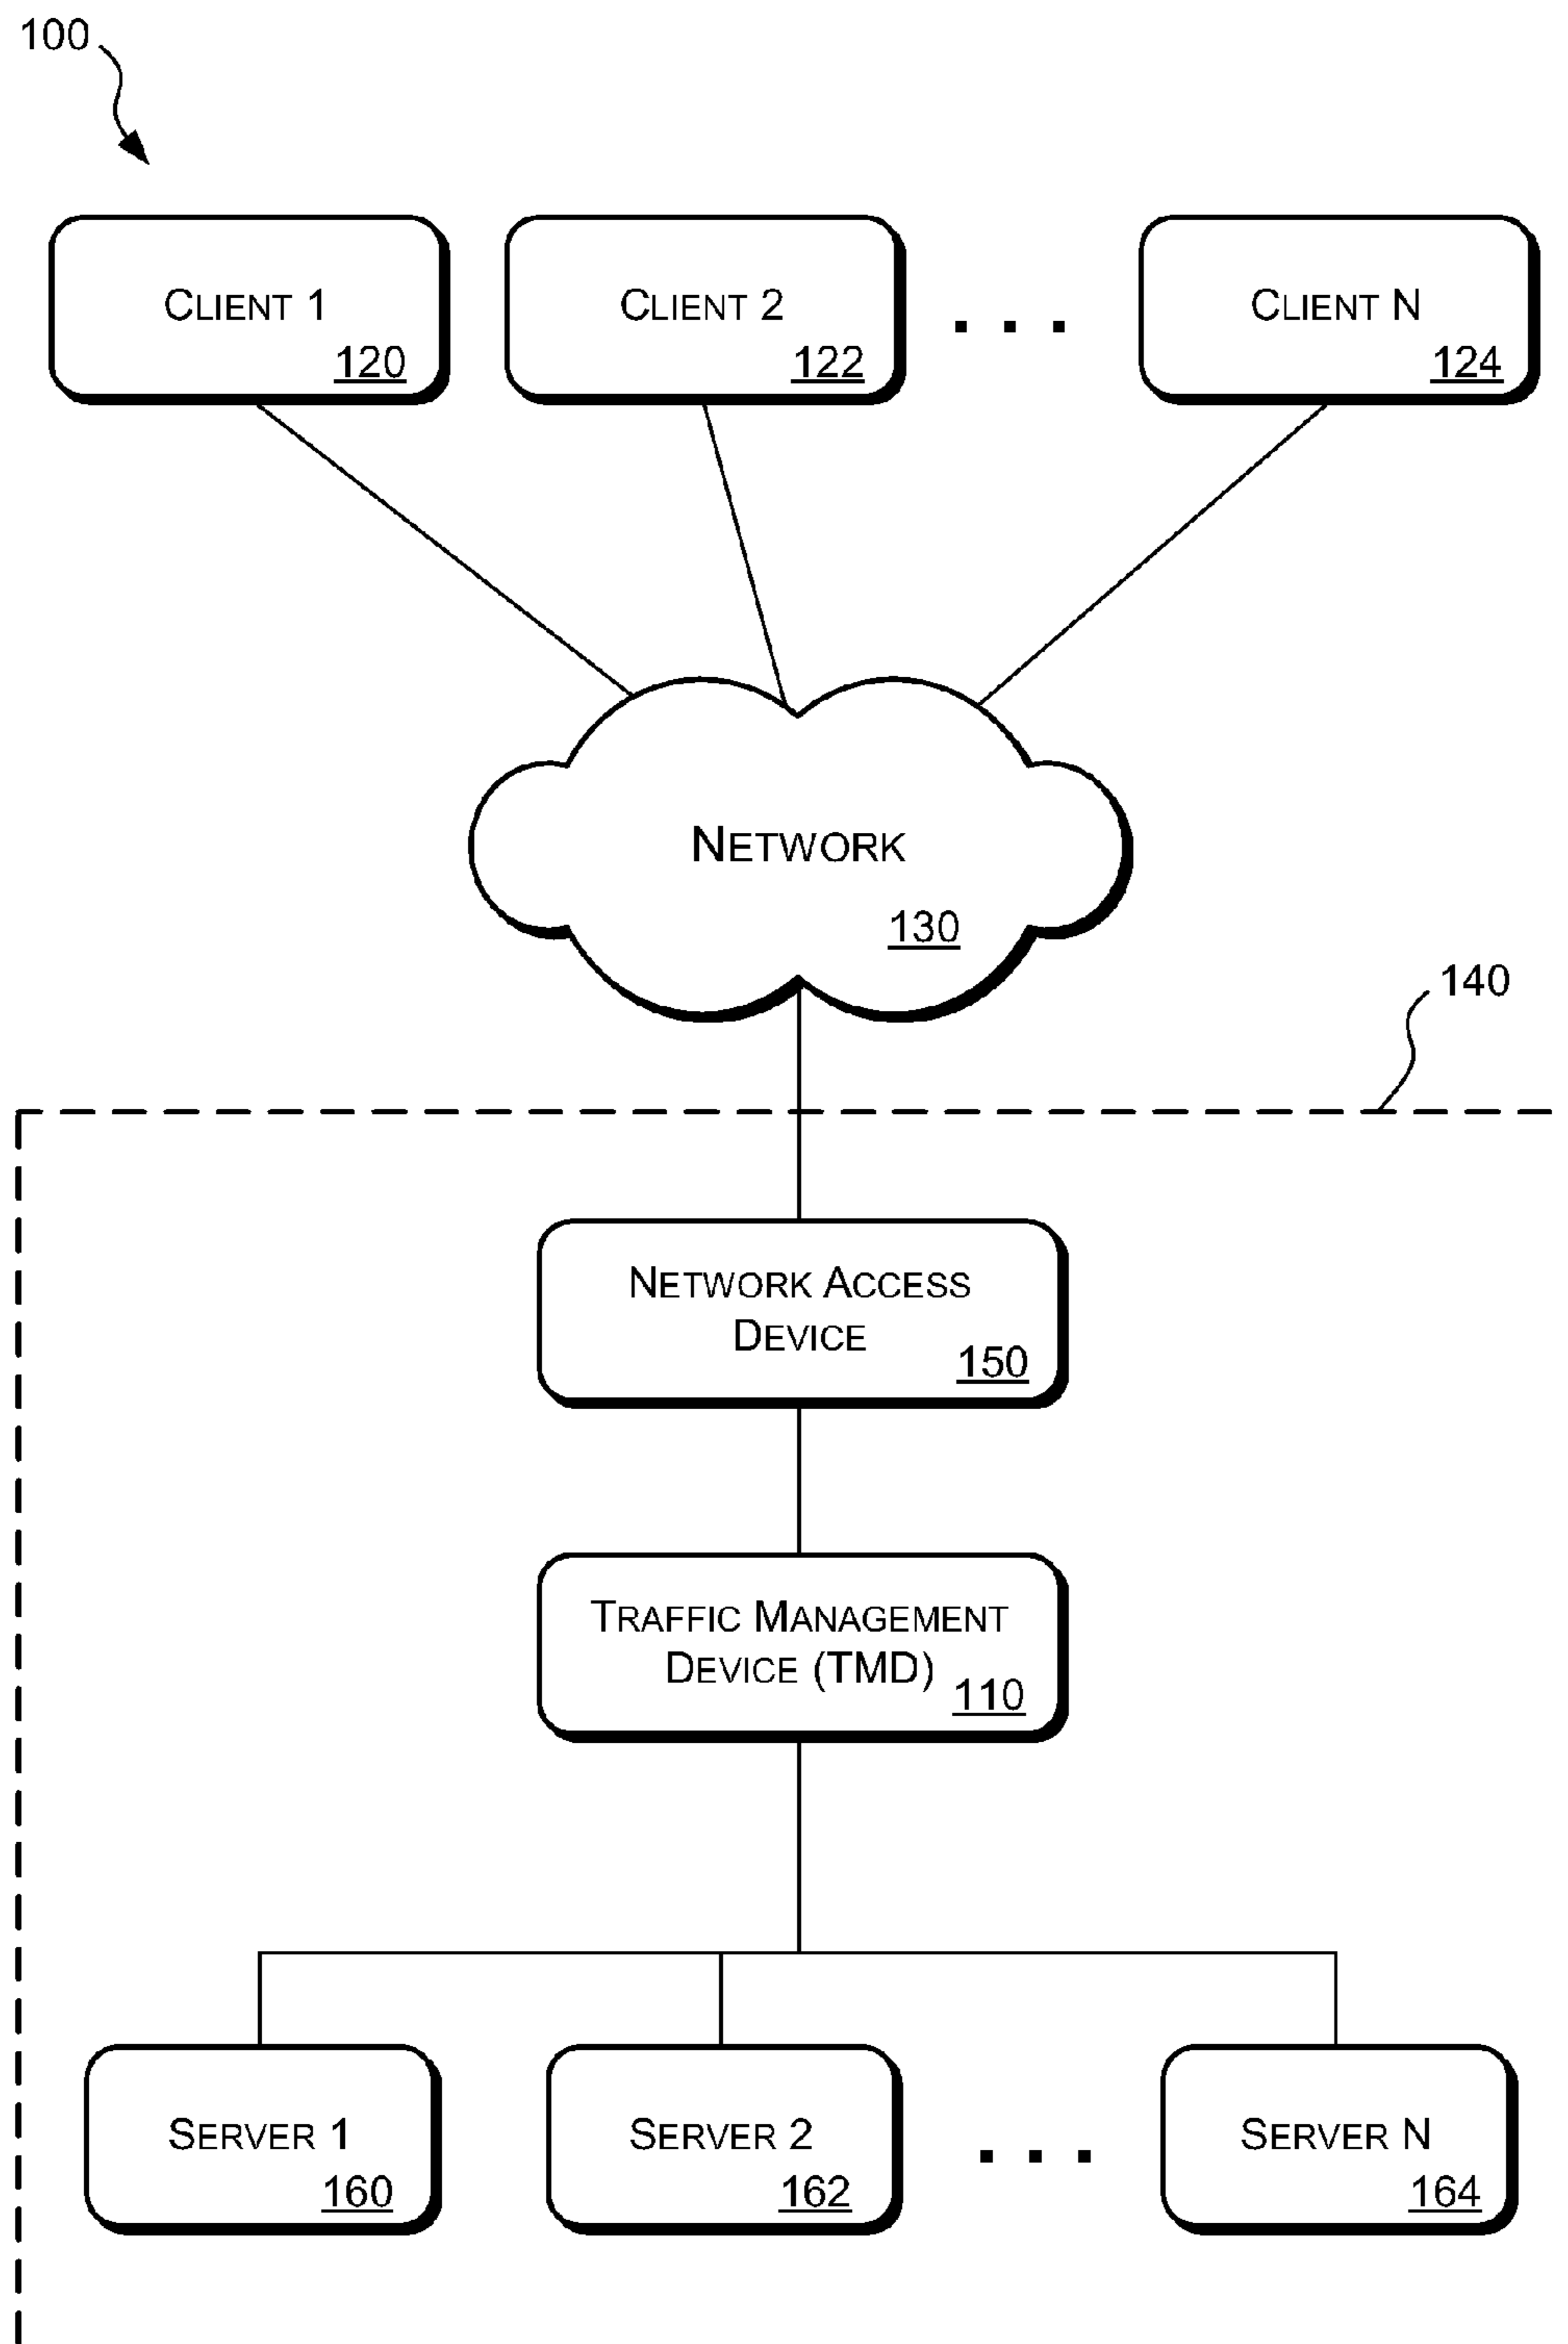 100
CLIENT 1
120
CLIENT 2
122
. . .
CLIENT N
124
NETWORK
130
140
NETWORK ACCESS
DEVICE
150
TRAFFIC MANAGEMENT
DEVICE (TMD)
110
SERVER 1
160
SERVER 2
162
. . .
SERVER N
164